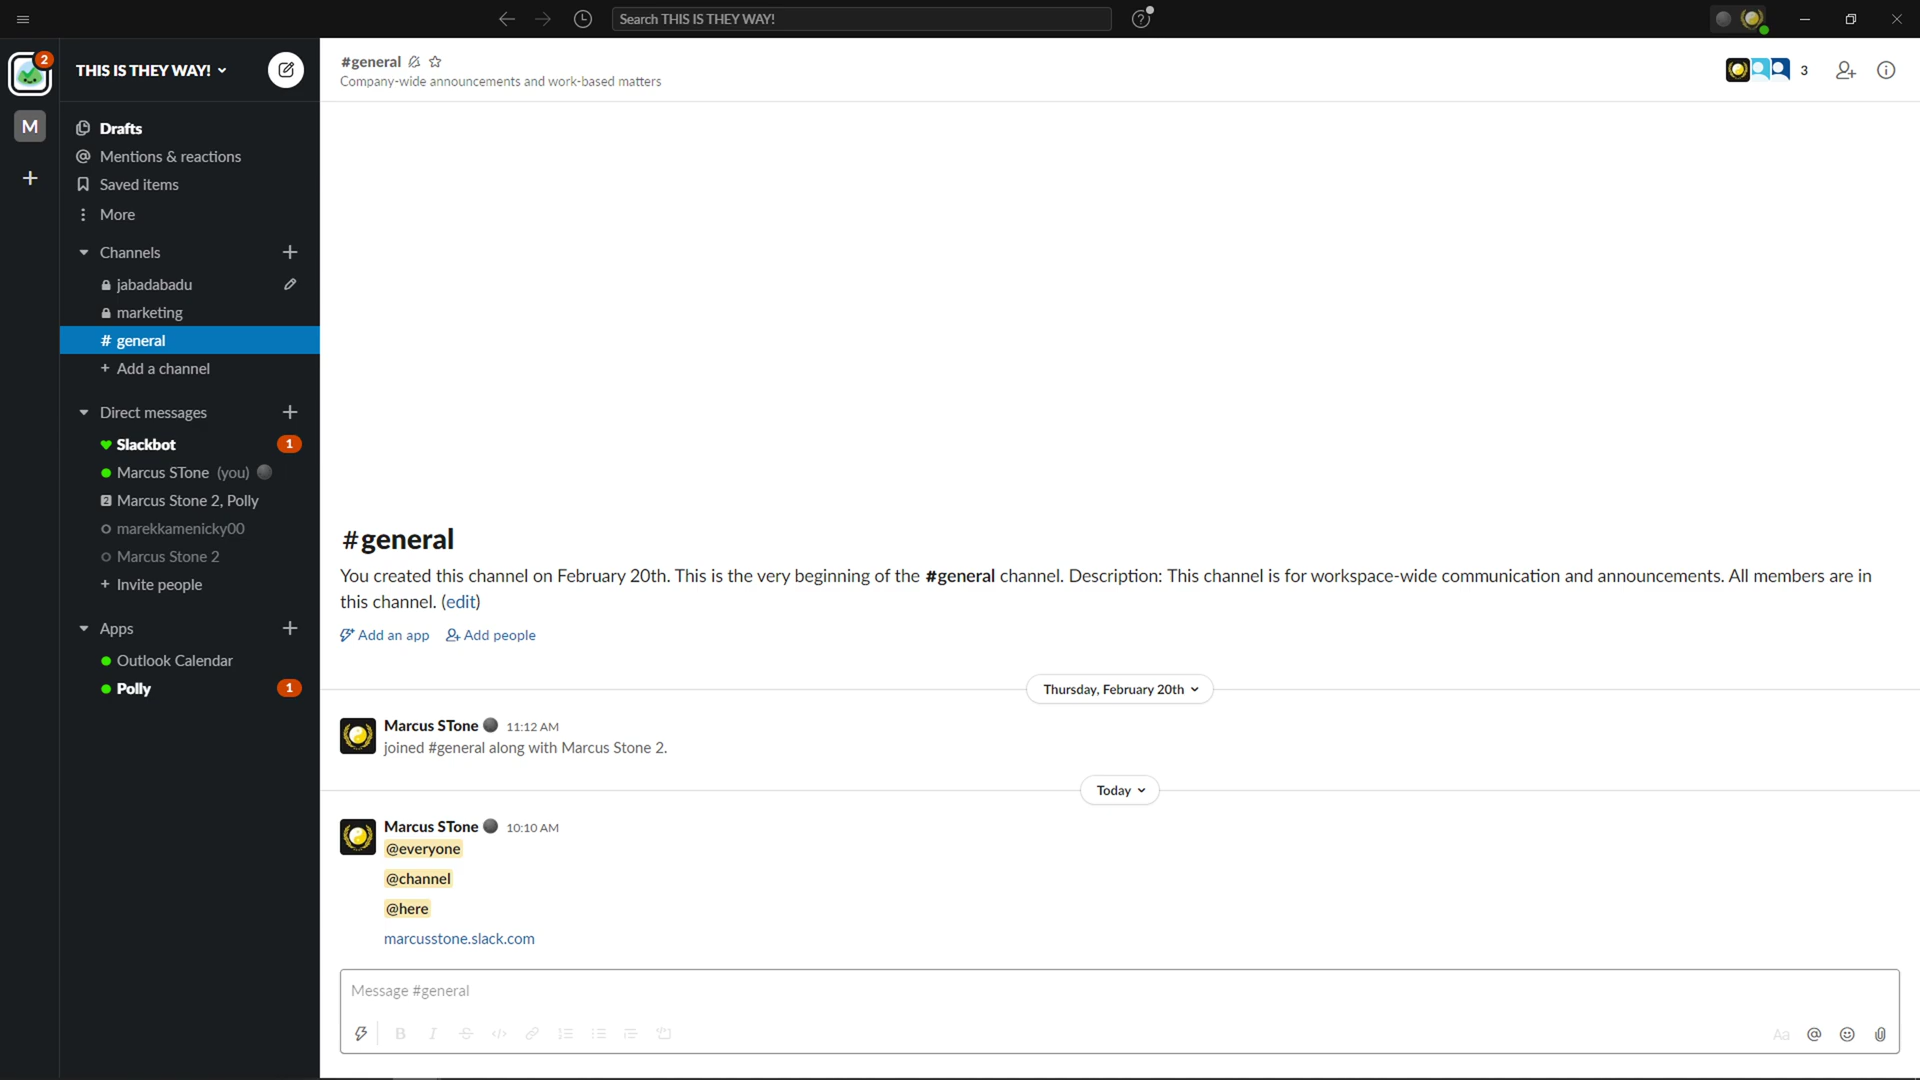 Search THIS IS THEY WAY!
2
M
THIS IS THEY WAY!
Drafts
Mentions & reactions
Saved items
More
Channels
jabadabadu
marketing
# general
+ Add a channel
Direct messages
Slackbot 1
Marcus STone (you)
2 Marcus Stone 2, Polly
marekkamenicky00
Marcus Stone 2
+ Invite people
Apps
Outlook Calendar
Polly 1
#general
Company-wide announcements and work-based matters
3
#general
You created this channel on February 20th. This is the very beginning of the #general channel. Description: This channel is for workspace-wide communication and announcements. All members are in
this channel. (edit)
Add an app Add people
Thursday, February 20th
Marcus STone 11:12 AM
joined #general along with Marcus Stone 2.
Today
Marcus STone 10:10 AM
@everyone
@channel
@here
marcusstone.slack.com
Message #general
B I S </> Aa @